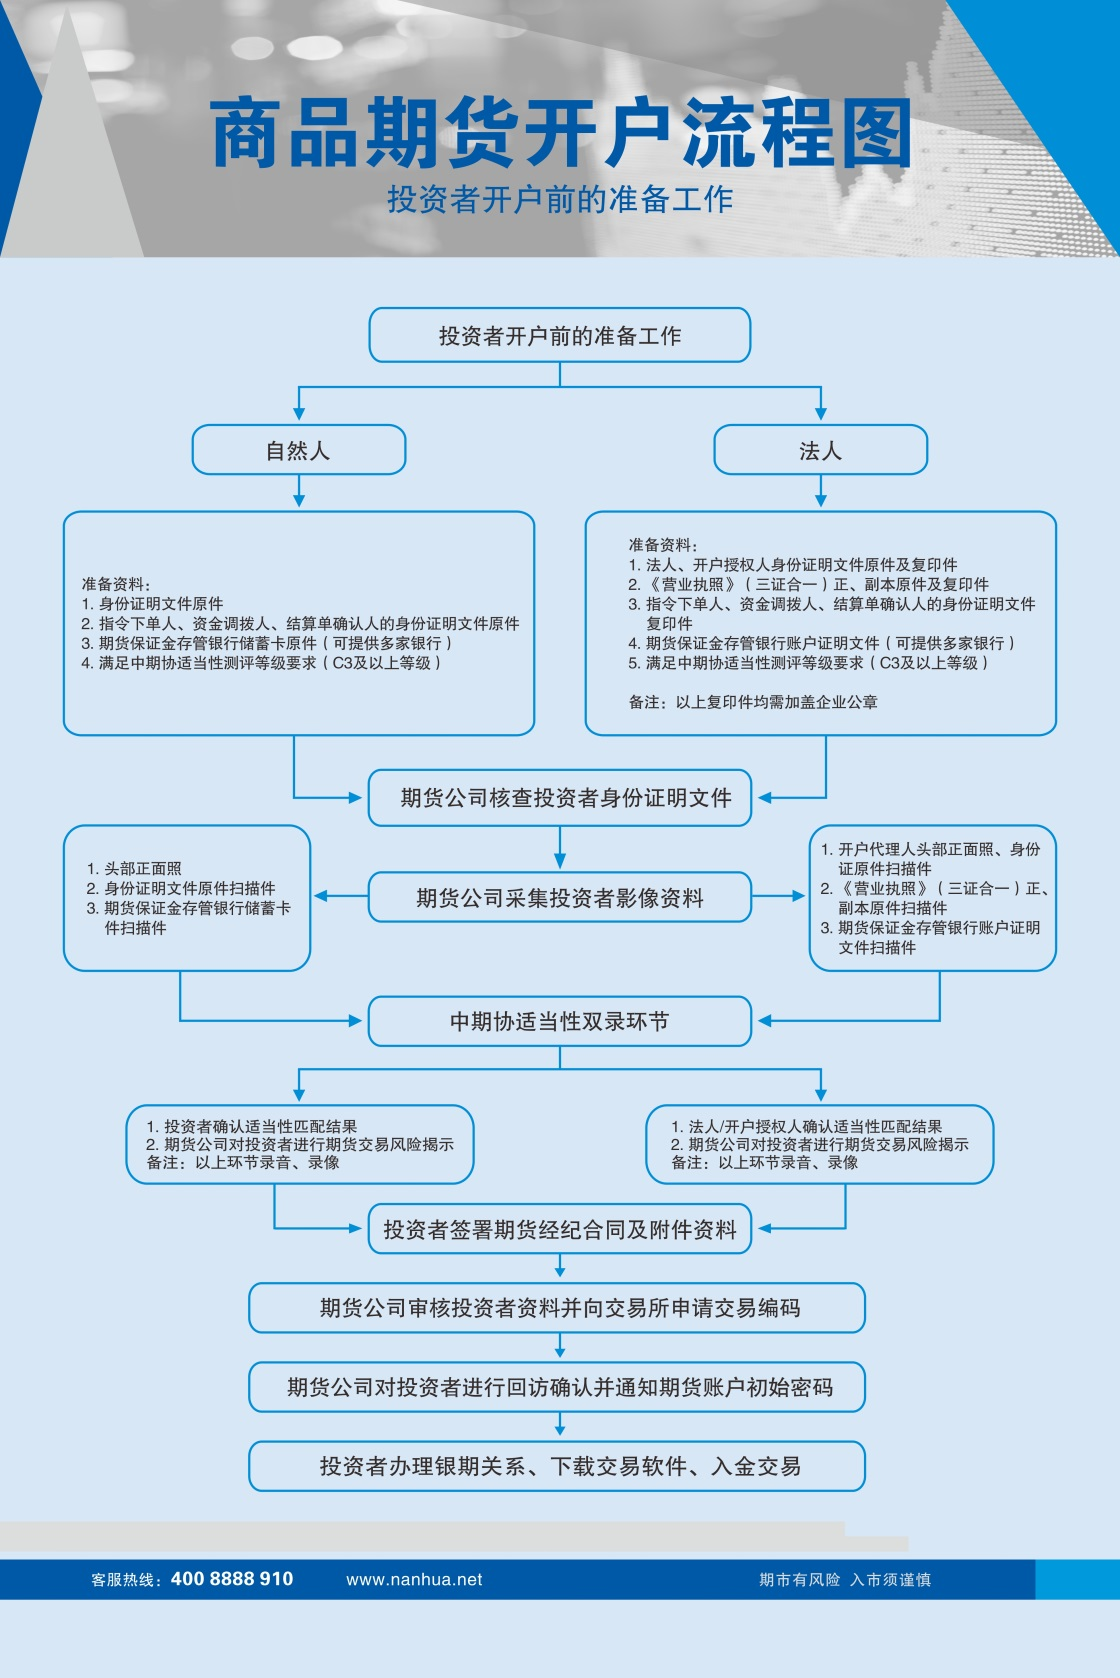 商品期货开户流程图
投资者开户前的准备工作
投资者开户前的准备工作
自然人
法人
准备资料：
1. 身份证明文件原件
2. 指令下单人、资金调拨人、结算单确认人的身份证明文件原件
3. 期货保证金存管银行储蓄卡原件（可提供多家银行）
4. 满足中期协适当性测评等级要求（C3及以上等级）
准备资料：
1. 法人、开户授权人身份证明文件原件及复印件
2.《营业执照》（三证合一）正、副本原件及复印件
3. 指令下单人、资金调拨人、结算单确认人的身份证明文件
复印件
4. 期货保证金存管银行账户证明文件（可提供多家银行）
5. 满足中期协适当性测评等级要求（C3及以上等级）
备注：以上复印件均需加盖企业公章
期货公司核查投资者身份证明文件
1. 头部正面照
2. 身份证明文件原件扫描件
3. 期货保证金存管银行储蓄卡
件扫描件
期货公司采集投资者影像资料
1. 开户代理人头部正面照、身份
证原件扫描件
2.《营业执照》（三证合一）正、
副本原件扫描件
3. 期货保证金存管银行账户证明
文件扫描件
中期协适当性双录环节
1. 投资者确认适当性匹配结果
2. 期货公司对投资者进行期货交易风险揭示
备注：以上环节录音、录像
1. 法人/开户授权人确认适当性匹配结果
2. 期货公司对投资者进行期货交易风险揭示
备注：以上环节录音、录像
投资者签署期货经纪合同及附件资料
期货公司审核投资者资料并向交易所申请交易编码
期货公司对投资者进行回访确认并通知期货账户初始密码
投资者办理银期关系、下载交易软件、入金交易
客服热线：400 8888 910
www.nanhua.net
期市有风险 入市须谨慎